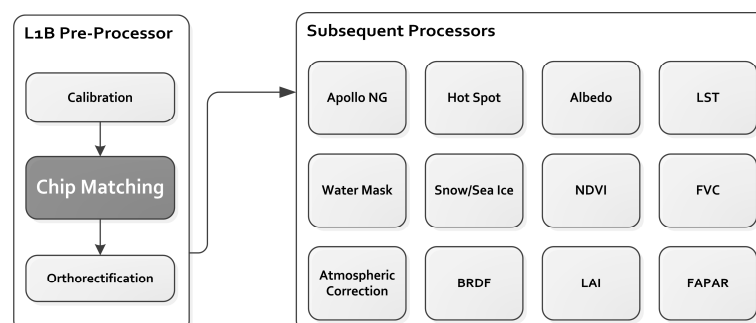 L1B Pre-Processor
Calibration
Chip Matching
Orthorectification
Subsequent Processors
Apollo NG
Hot Spot
Albedo
LST
Water Mask
Snow/Sea Ice
NDVI
FVC
Atmospheric
Correction
BRDF
LAI
FAPAR